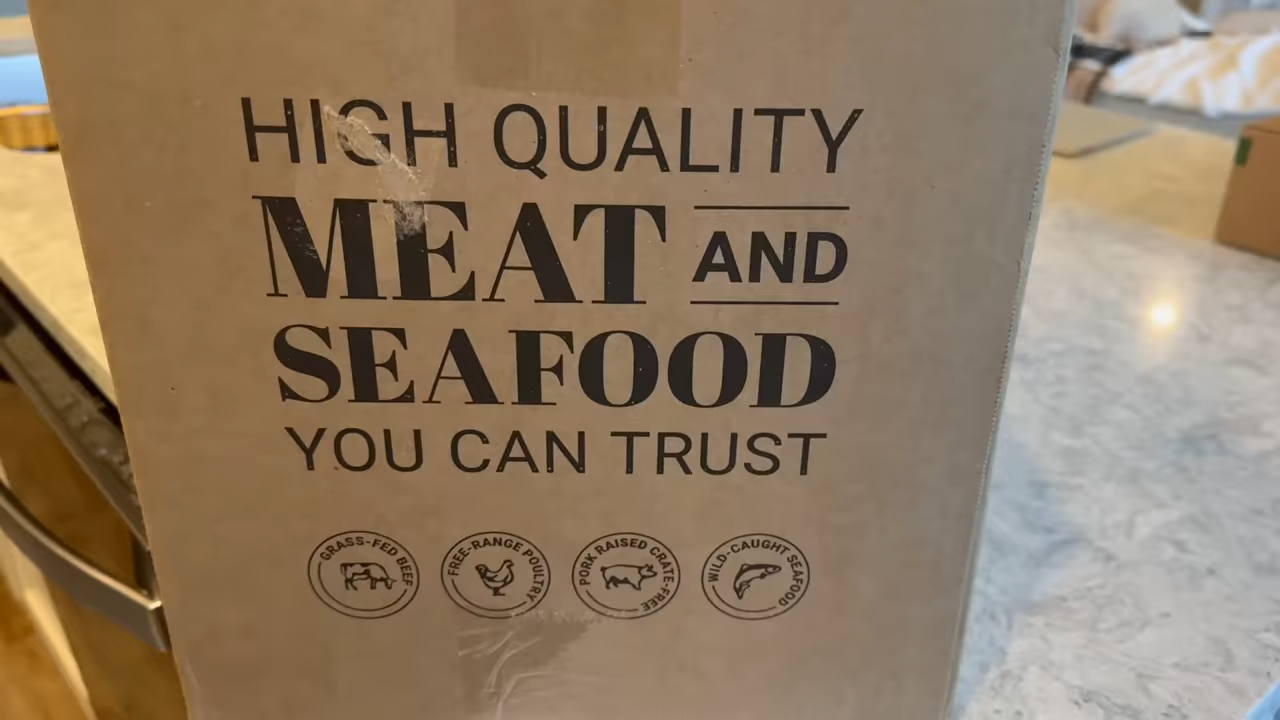 HIGH QUALITY
MEAT AND
SEAFOOD
YOU CAN TRUST
GRASS-FED BEEF
FREE-RANGE POULTRY
PORK RAISED CRATE-FREE
WILD-CAUGHT SEAFOOD